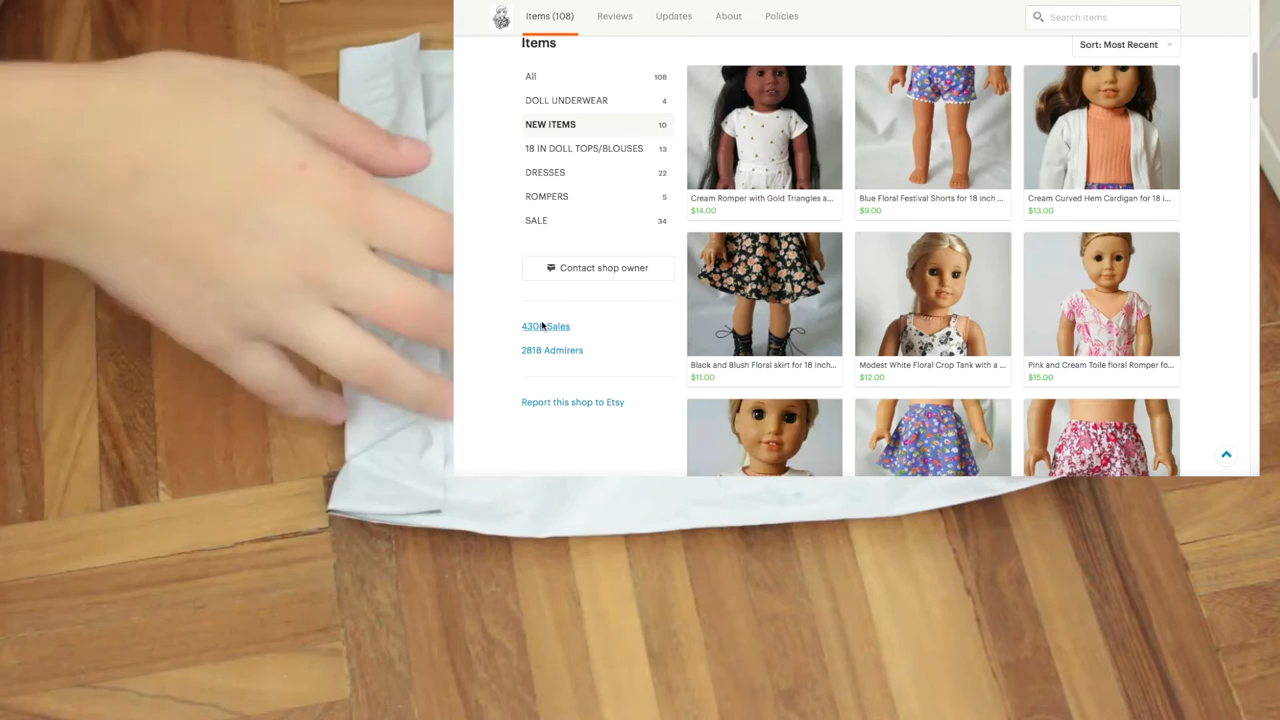 Items (108) Reviews Updates About Policies Search items
Items
Sort: Most Recent
All 108
DOLL UNDERWEAR 4
NEW ITEMS 10
18 IN DOLL TOPS/BLOUSES 13
DRESSES 22
ROMPERS 5
SALE 34
Contact shop owner
Sales
2818 Admirers
Report this shop to Etsy
Cream Romper with Gold Triangles a...
$14.00
Blue Floral Festival Shorts for 18 inch ...
$9.00
Cream Curved Hem Cardigan for 18 i...
$13.00
Black and Blush Floral skirt for 18 inch...
$11.00
Modest White Floral Crop Tank with a ...
$12.00
Pink and Cream Toile floral Romper fo...
$15.00